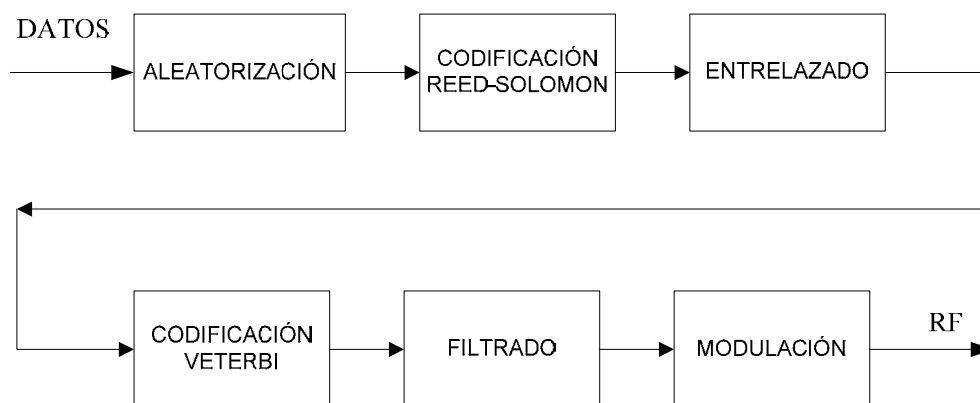 DATOS
ALEATORIZACIÓN
CODIFICACIÓN
REED-SOLOMON
ENTRELAZADO
CODIFICACIÓN
VETERBI
FILTRADO
MODULACIÓN
RF